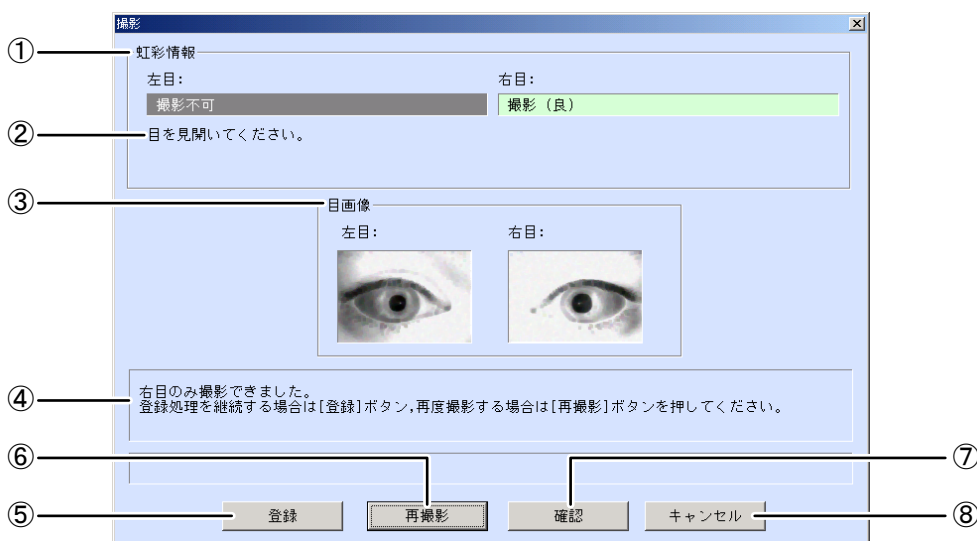 撮影
① 虹彩情報
左目: 右目:
撮影不可 撮影（良）
② 目を見開いてください。
③ 目画像
左目: 右目:
④ 右目のみ撮影できました。
登録処理を継続する場合は[登録]ボタン,再度撮影する場合は[再撮影]ボタンを押してください。
⑥ ⑦
⑤ 登録 再撮影 確認 キャンセル ⑧